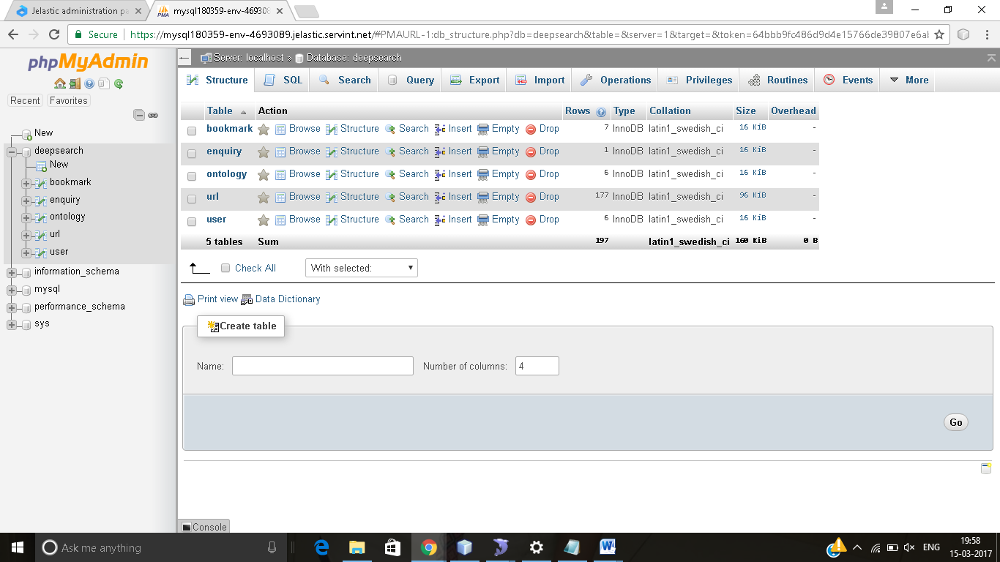 Jelastic administration pa
mysql180359-env-46930
Secure https://mysql180359-env-4693089.jelastic.servint.net/#PMAURL-1:db_structure.php?db=deepsearch&table=&server=1&target=&token=64bbb9fc486d9d4e15766de39807e6ab
phpMyAdmin
Recent Favorites
New
deepsearch
New
bookmark
enquiry
ontology
url
user
information_schema
mysql
performance_schema
sys
Server: localhost » Database: deepsearch
Structure SQL Search Query Export Import Operations Privileges Routines Events More
Table Action Rows Type Collation Size Overhead
bookmark Browse Structure Search Insert Empty Drop 7 InnoDB latin1_swedish_ci 16 KiB -
enquiry Browse Structure Search Insert Empty Drop 1 InnoDB latin1_swedish_ci 16 KiB -
ontology Browse Structure Search Insert Empty Drop 6 InnoDB latin1_swedish_ci 16 KiB -
url Browse Structure Search Insert Empty Drop 177 InnoDB latin1_swedish_ci 96 KiB -
user Browse Structure Search Insert Empty Drop 6 InnoDB latin1_swedish_ci 16 KiB -
5 tables Sum 197 latin1_swedish_ci 160 KiB 0 B
Check All With selected:
Print view Data Dictionary
Create table
Name: Number of columns: 4
Go
Console
Ask me anything
ENG
19:58
15-03-2017